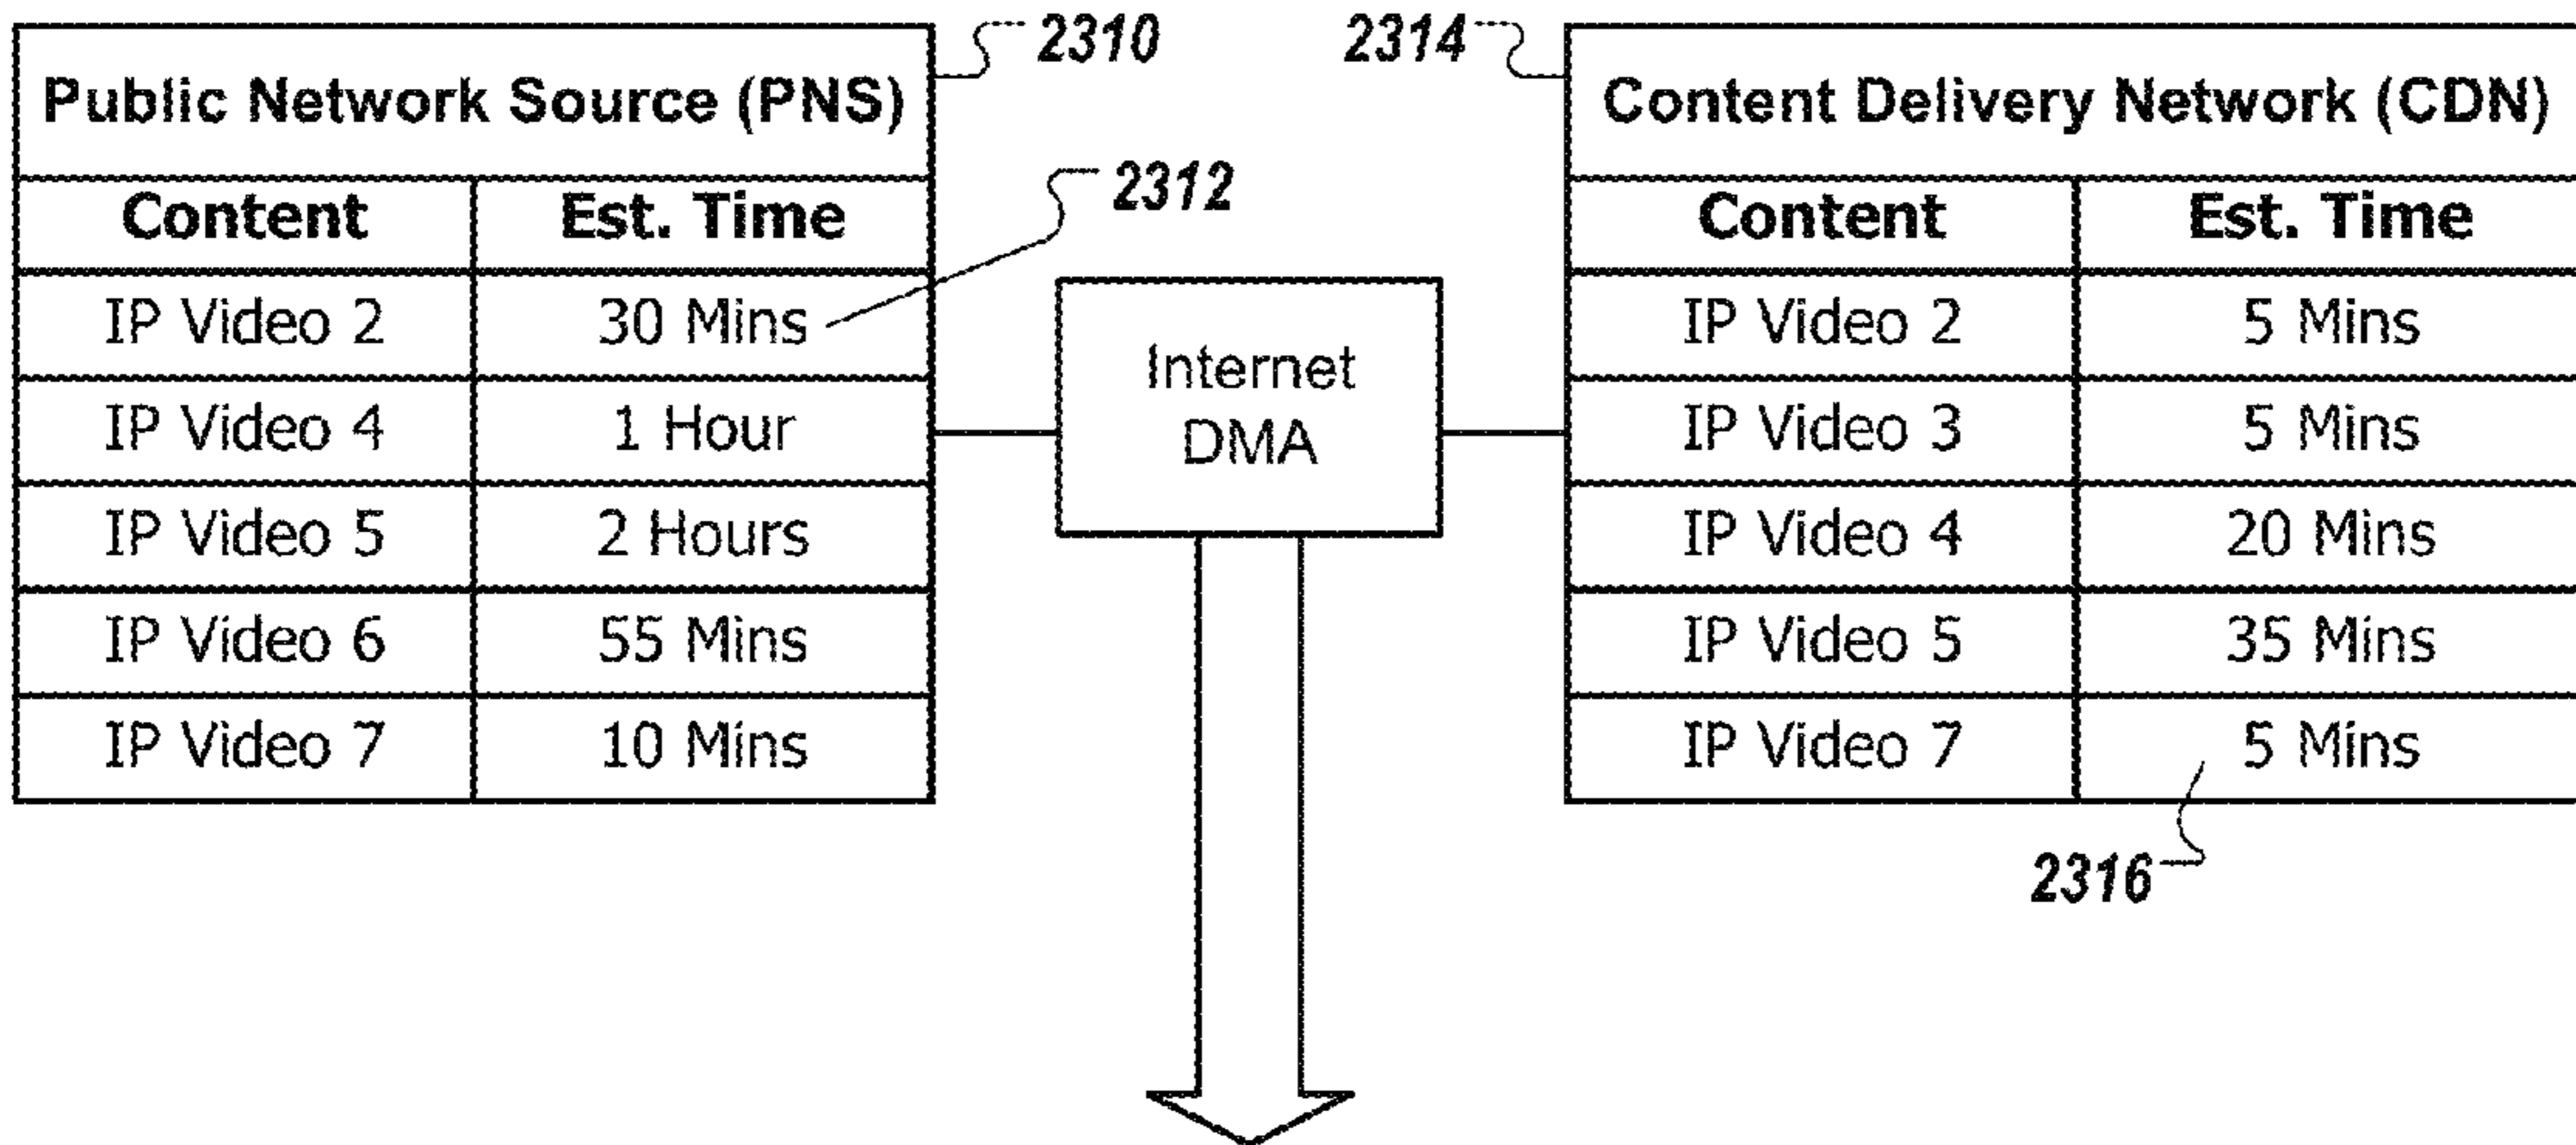 2310
2314
Public Network Source (PNS)
Content Est. Time
IP Video 2 30 Mins
IP Video 4 1 Hour
IP Video 5 2 Hours
IP Video 6 55 Mins
IP Video 7 10 Mins
2312
Internet
DMA
Content Delivery Network (CDN)
Content Est. Time
IP Video 2 5 Mins
IP Video 3 5 Mins
IP Video 4 20 Mins
IP Video 5 35 Mins
IP Video 7 5 Mins
2316